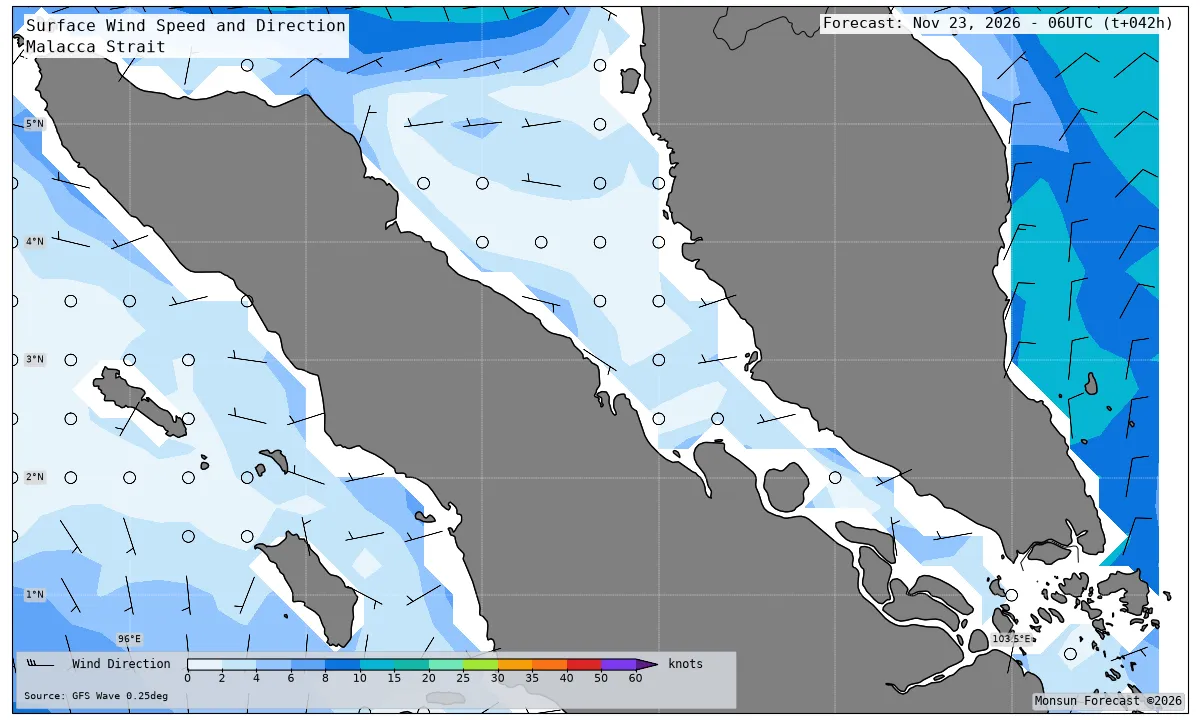 Surface Wind Speed and Direction
Malacca Strait
Forecast: Nov 23, 2026 - 06UTC (t+042h)
5°N
4°N
3°N
2°N
1°N
96°E
103.5°E
Wind Direction
0 2 4 6 8 10 12 15 20 25 30 35 40 50 60
knots
Source: GFS Wave 0.25deg
Monsun Forecast ©2026